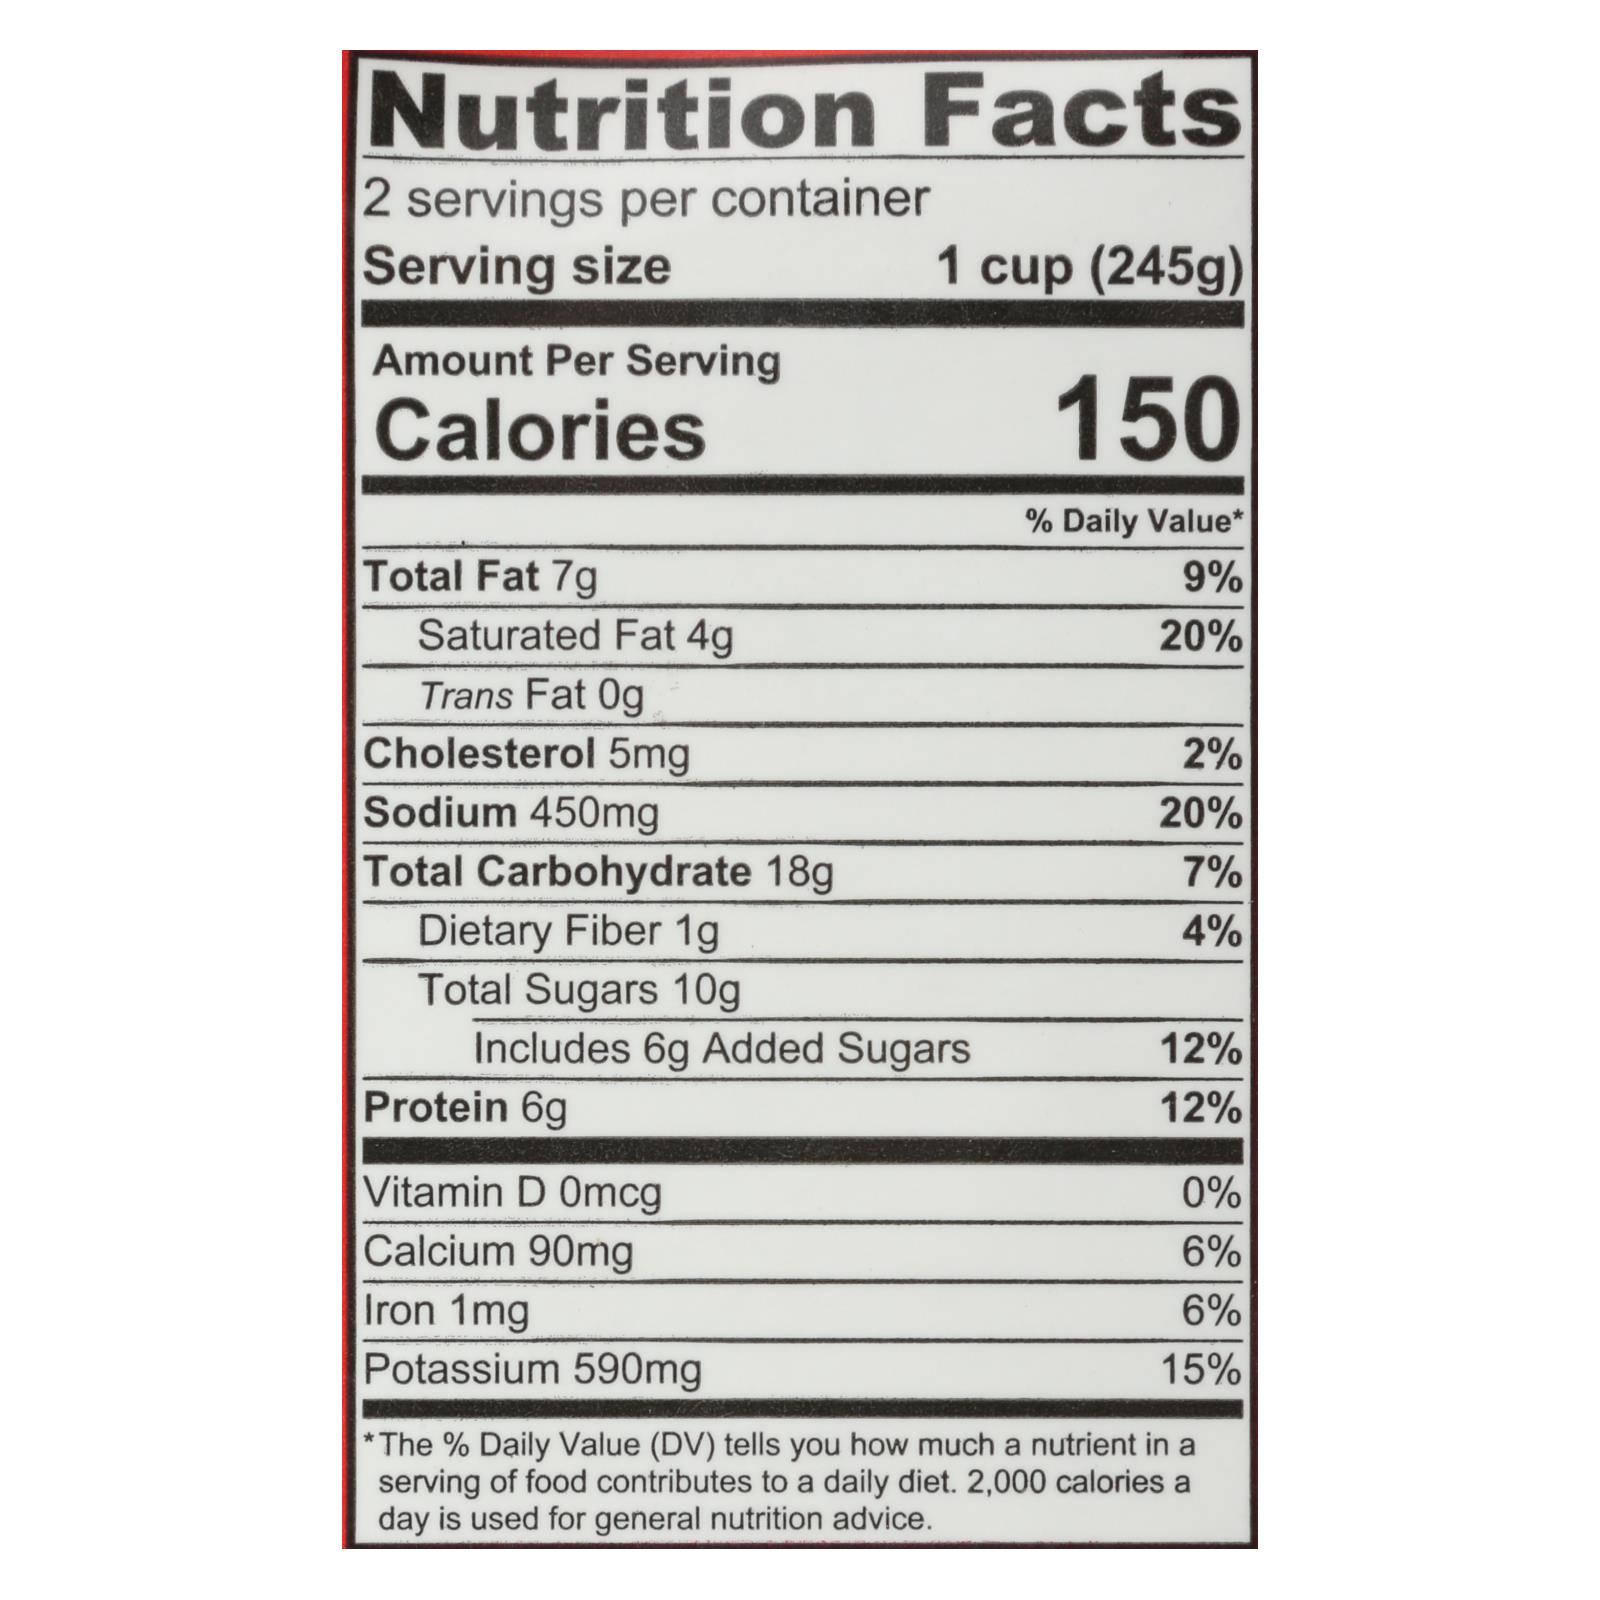 Nutrition Facts
2 servings per container
Serving size 1 cup (245g)
Amount Per Serving
Calories 150
% Daily Value*
Total Fat 7g 9%
Saturated Fat 4g 20%
Trans Fat 0g
Cholesterol 5mg 2%
Sodium 450mg 20%
Total Carbohydrate 18g 7%
Dietary Fiber 1g 4%
Total Sugars 10g
Includes 6g Added Sugars 12%
Protein 6g 12%
Vitamin D 0mcg 0%
Calcium 90mg 6%
Iron 1mg 6%
Potassium 590mg 15%
*The % Daily Value (DV) tells you how much a nutrient in a
serving of food contributes to a daily diet. 2,000 calories a
day is used for general nutrition advice.